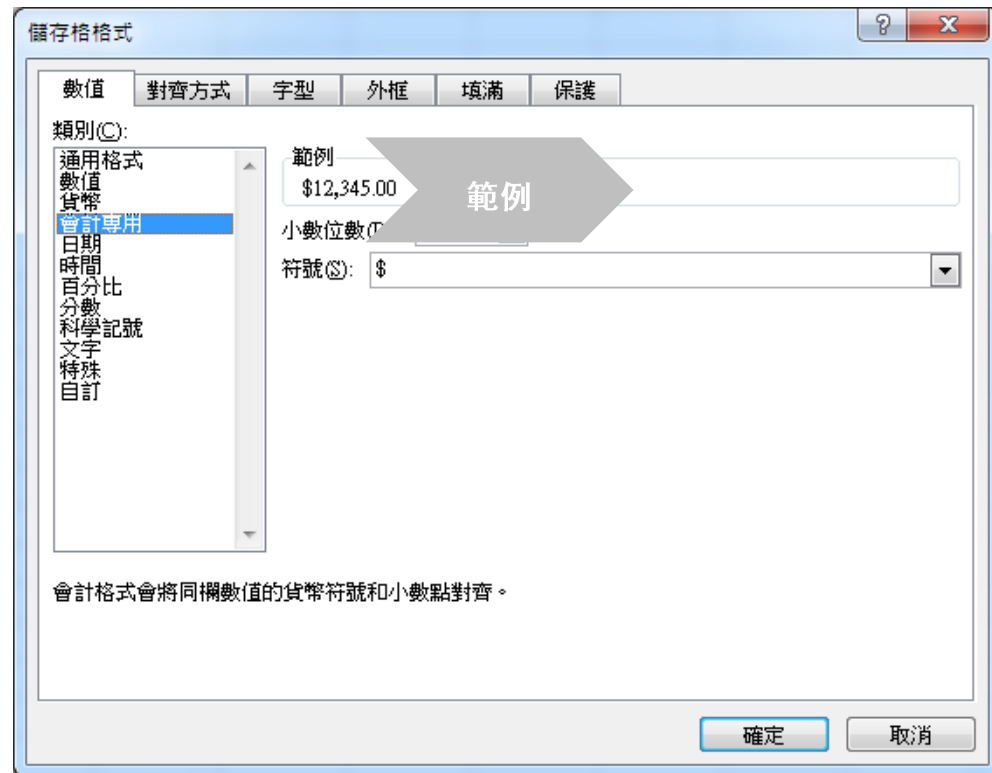 儲存格格式
數值 對齊方式 字型 外框 填滿 保護
類別(C):
通用格式
數值
貨幣
會計專用
日期
時間
百分比
分數
科學記號
文字
特殊
自訂
範例
$12,345.00
範例
小數位數(D
符號(S): $
會計格式會將同欄數值的貨幣符號和小數點對齊。
確定 取消